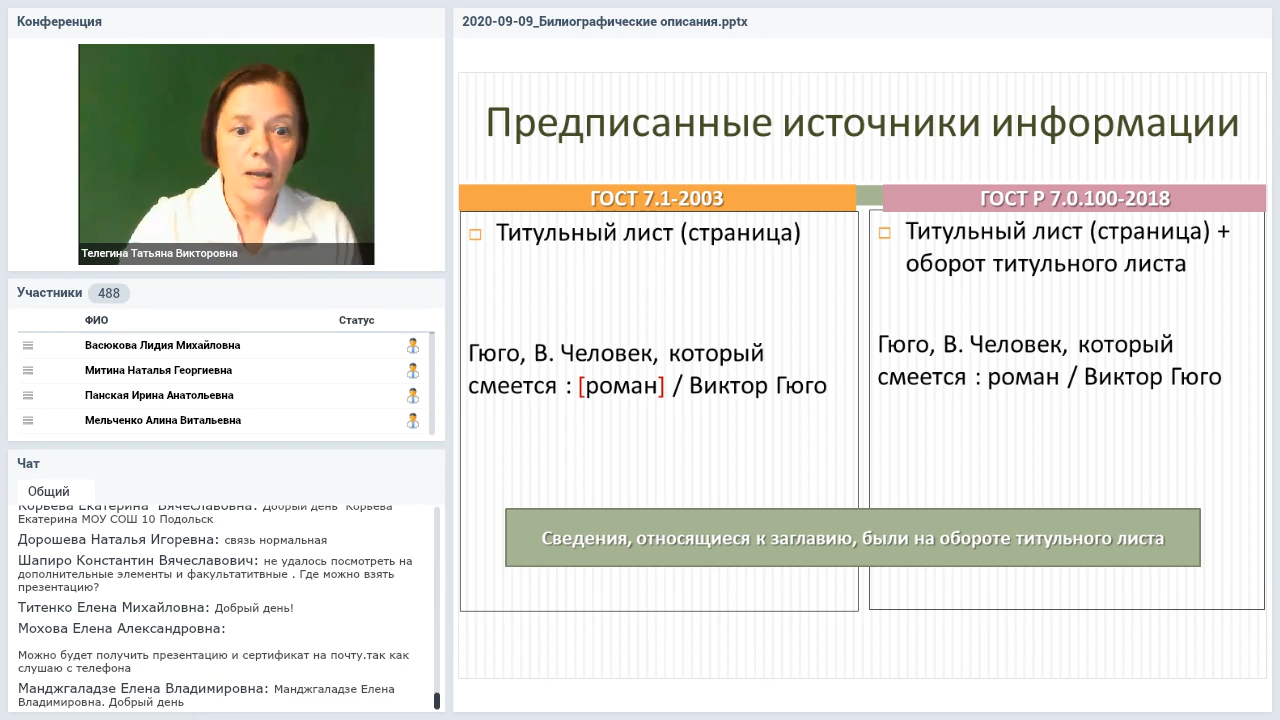 Конференция
Телегина Татьяна Викторовна
Участники 488
ФИО Статус
Васюкова Лидия Михайловна
Митина Наталья Георгиевна
Панская Ирина Анатольевна
Мельченко Алина Витальевна
Чат
Общий
Корьева Екатерина Вячеславовна: Добрый день Корьева
Екатерина МОУ СОШ 10 Подольск
Дорошева Наталья Игоревна: связь нормальная
Шапиро Константин Вячеславович: не удалось посмотреть на
дополнительные элементы и факультатитвные . Где можно взять
презентацию?
Титенко Елена Михайловна: Добрый день!
Мохова Елена Александровна:
Можно будет получить презентацию и сертификат на почту.так как
слушаю с телефона
Манджгаладзе Елена Владимировна: Манджгаладзе Елена
Владимировна. Добрый день
2020-09-09_Билиографические описания.pptx
Предписанные источники информации
ГОСТ 7.1-2003
Титульный лист (страница)
Гюго, В. Человек, который
смеется : [роман] / Виктор Гюго
ГОСТ Р 7.0.100-2018
Титульный лист (страница) +
оборот титульного листа
Гюго, В. Человек, который
смеется : роман / Виктор Гюго
Сведения, относящиеся к заглавию, были на обороте титульного листа